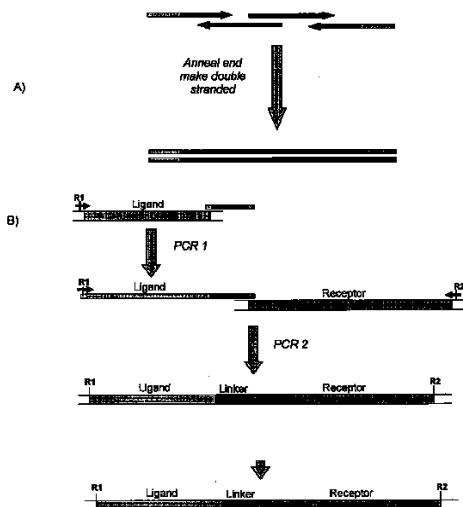 A)
Anneal end
make double
stranded
B)
R1
Ligand
PCR 1
R1
Ligand
Receptor
R2
PCR 2
R1
Ligand
Linker
Receptor
R2
R1
Ligand
Linker
Receptor
R2